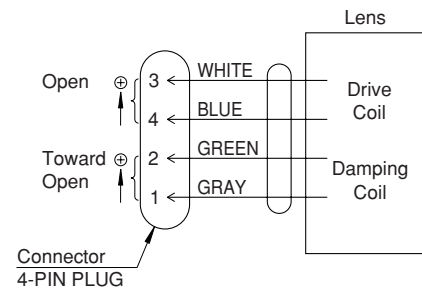 Lens
Open ⊕ 3 WHITE
Drive
Coil
4 BLUE
Toward ⊕ 2 GREEN
Open
Damping
Coil
1 GRAY
Connector
4-PIN PLUG